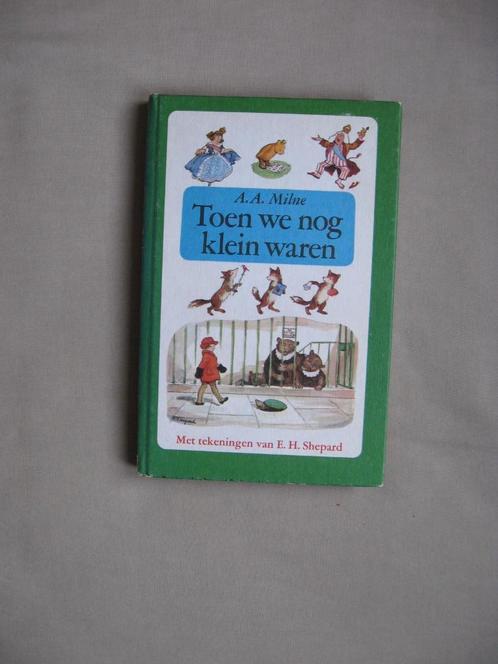 A.A. Milne
Toen we nog
klein waren
Met tekeningen van E. H. Shepard